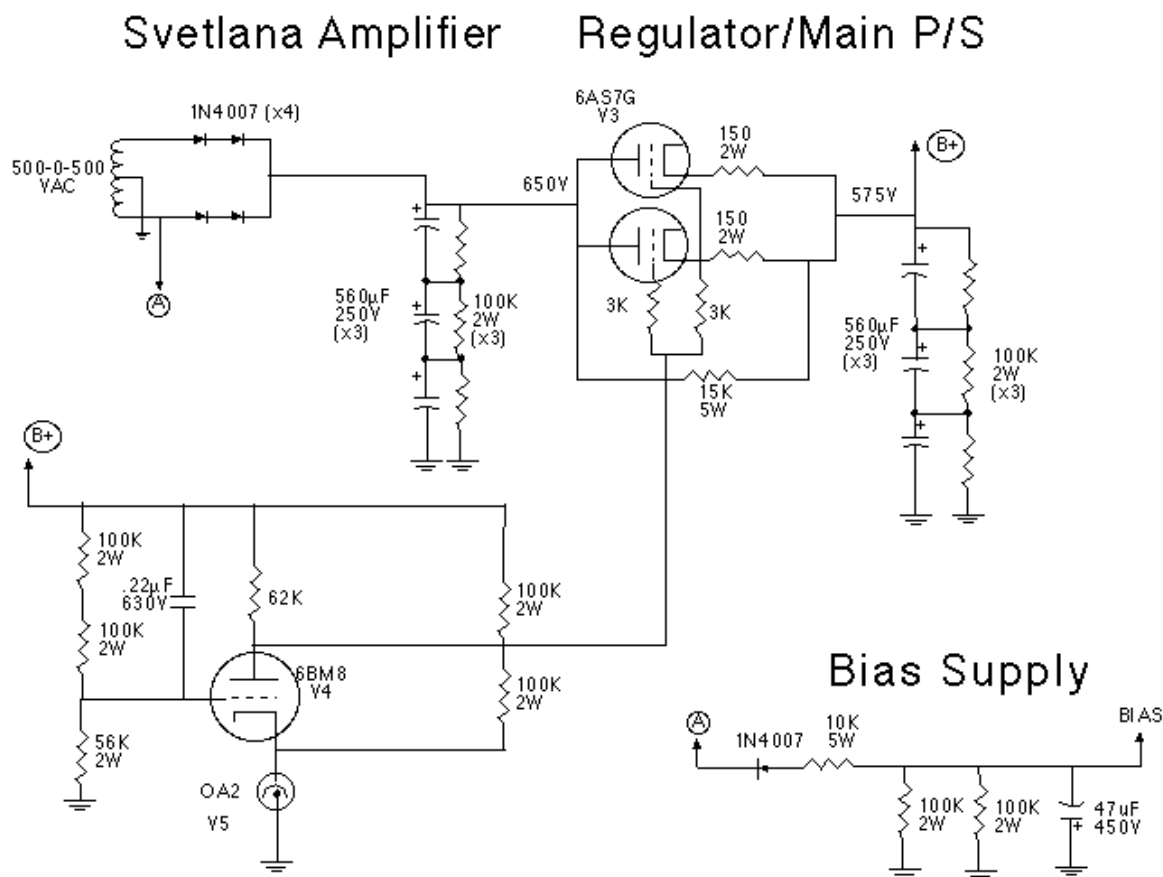 Svetlana Amplifier Regulator/Main P/S
1N4007 (x4)
500-0-500
VAC
A
6AS7G
V3
650V
150
2W
150
2W
3K
3K
15K
5W
575V
B+
560µF
250V
(x3)
100K
2W
(x3)
560µF
250V
(x3)
100K
2W
(x3)
B+
100K
2W
.22µF
630V
62K
100K
2W
100K
2W
6BM8
V4
100K
2W
56K
2W
OA2
V5
Bias Supply
A
1N4007
10K
5W
BIAS
100K
2W
100K
2W
47uF
450V